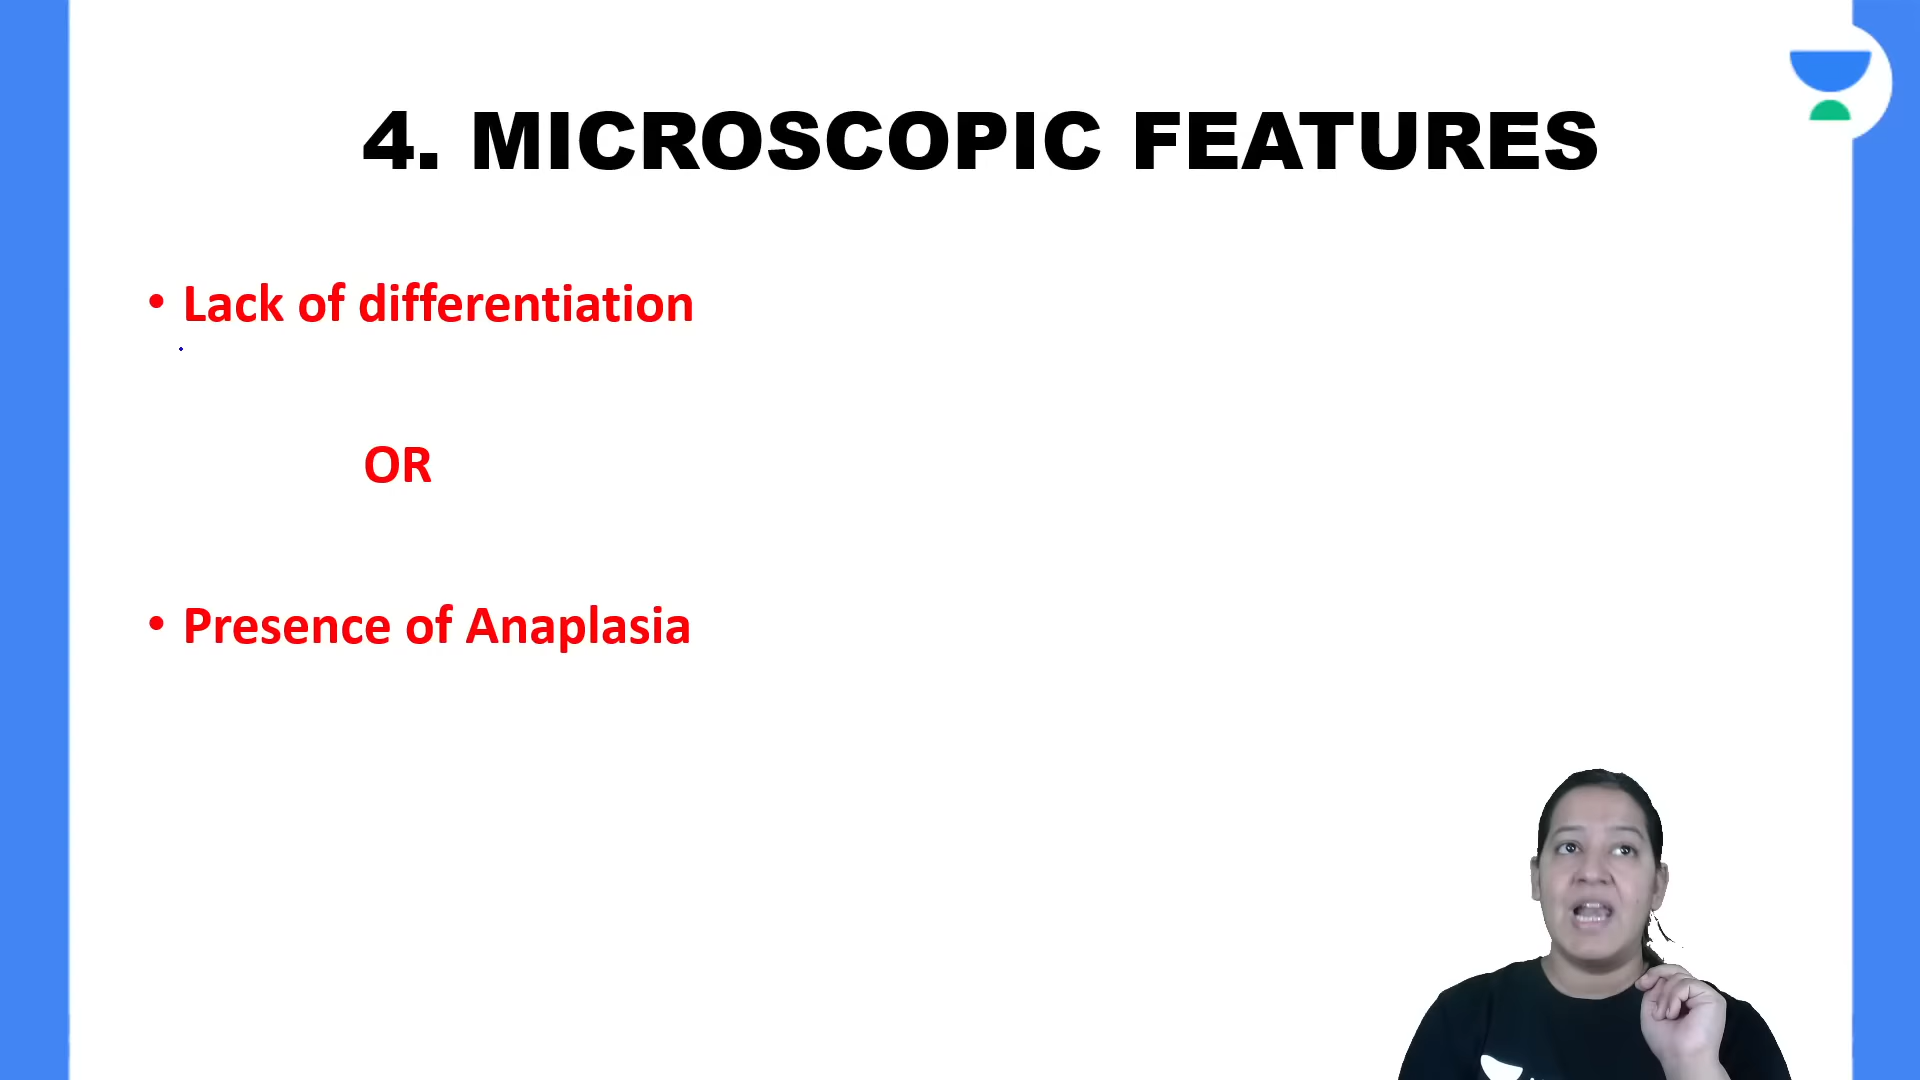 4. MICROSCOPIC FEATURES
• Lack of differentiation
OR
• Presence of Anaplasia